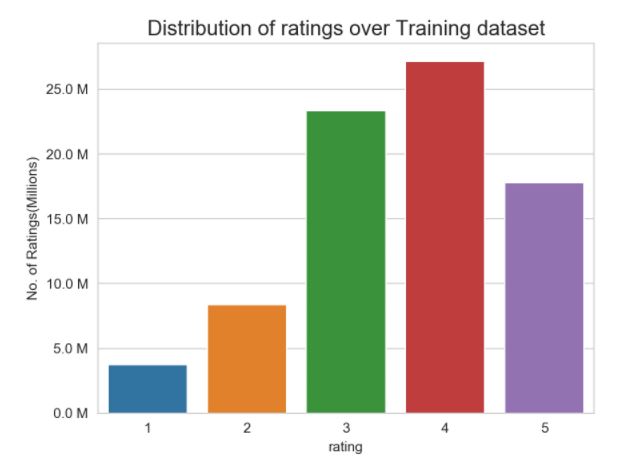 Distribution of ratings over Training dataset
No. of Ratings(Millions)
25.0 M
20.0 M
15.0 M
10.0 M
5.0 M
0.0 M
1 2 3 4 5
rating